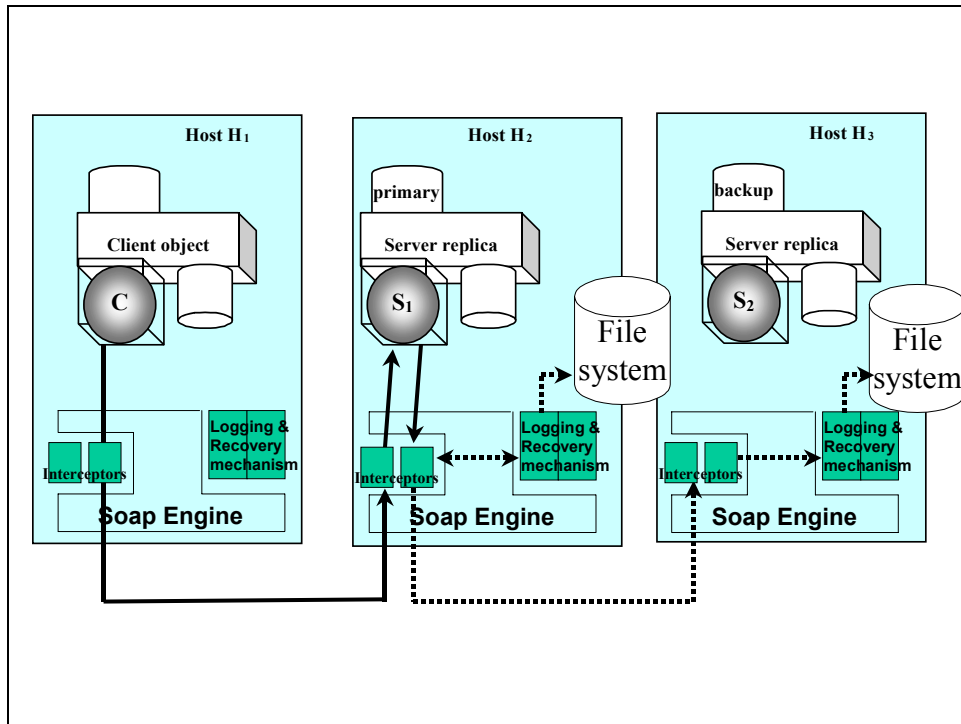 Host H1
Client object
C
Logging &
Recovery
mechanism
Interceptors
Soap Engine
Host H2
primary
Server replica
S1
File
system
Logging &
Recovery
mechanism
Interceptors
Soap Engine
Host H3
backup
Server replica
S2
File
system
Logging &
Recovery
mechanism
Interceptors
Soap Engine